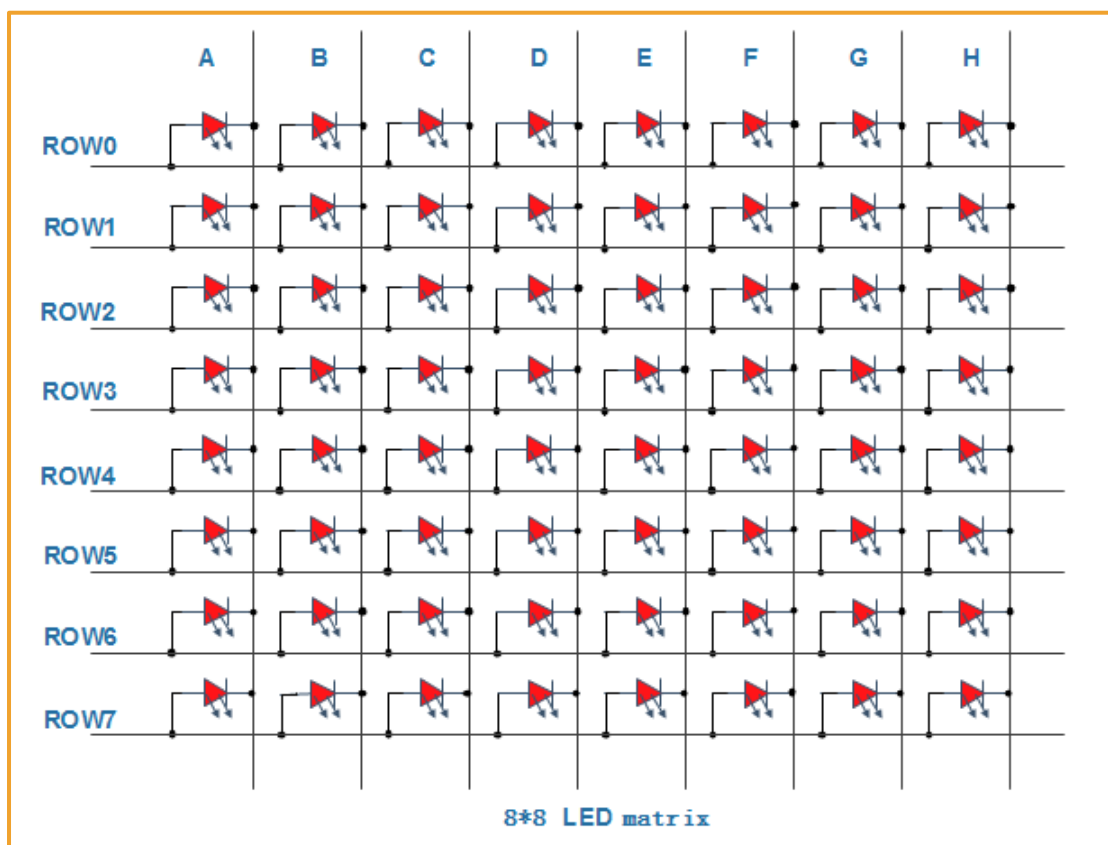 A B C D E F G H
ROW0
ROW1
ROW2
ROW3
ROW4
ROW5
ROW6
ROW7
8*8 LED matrix